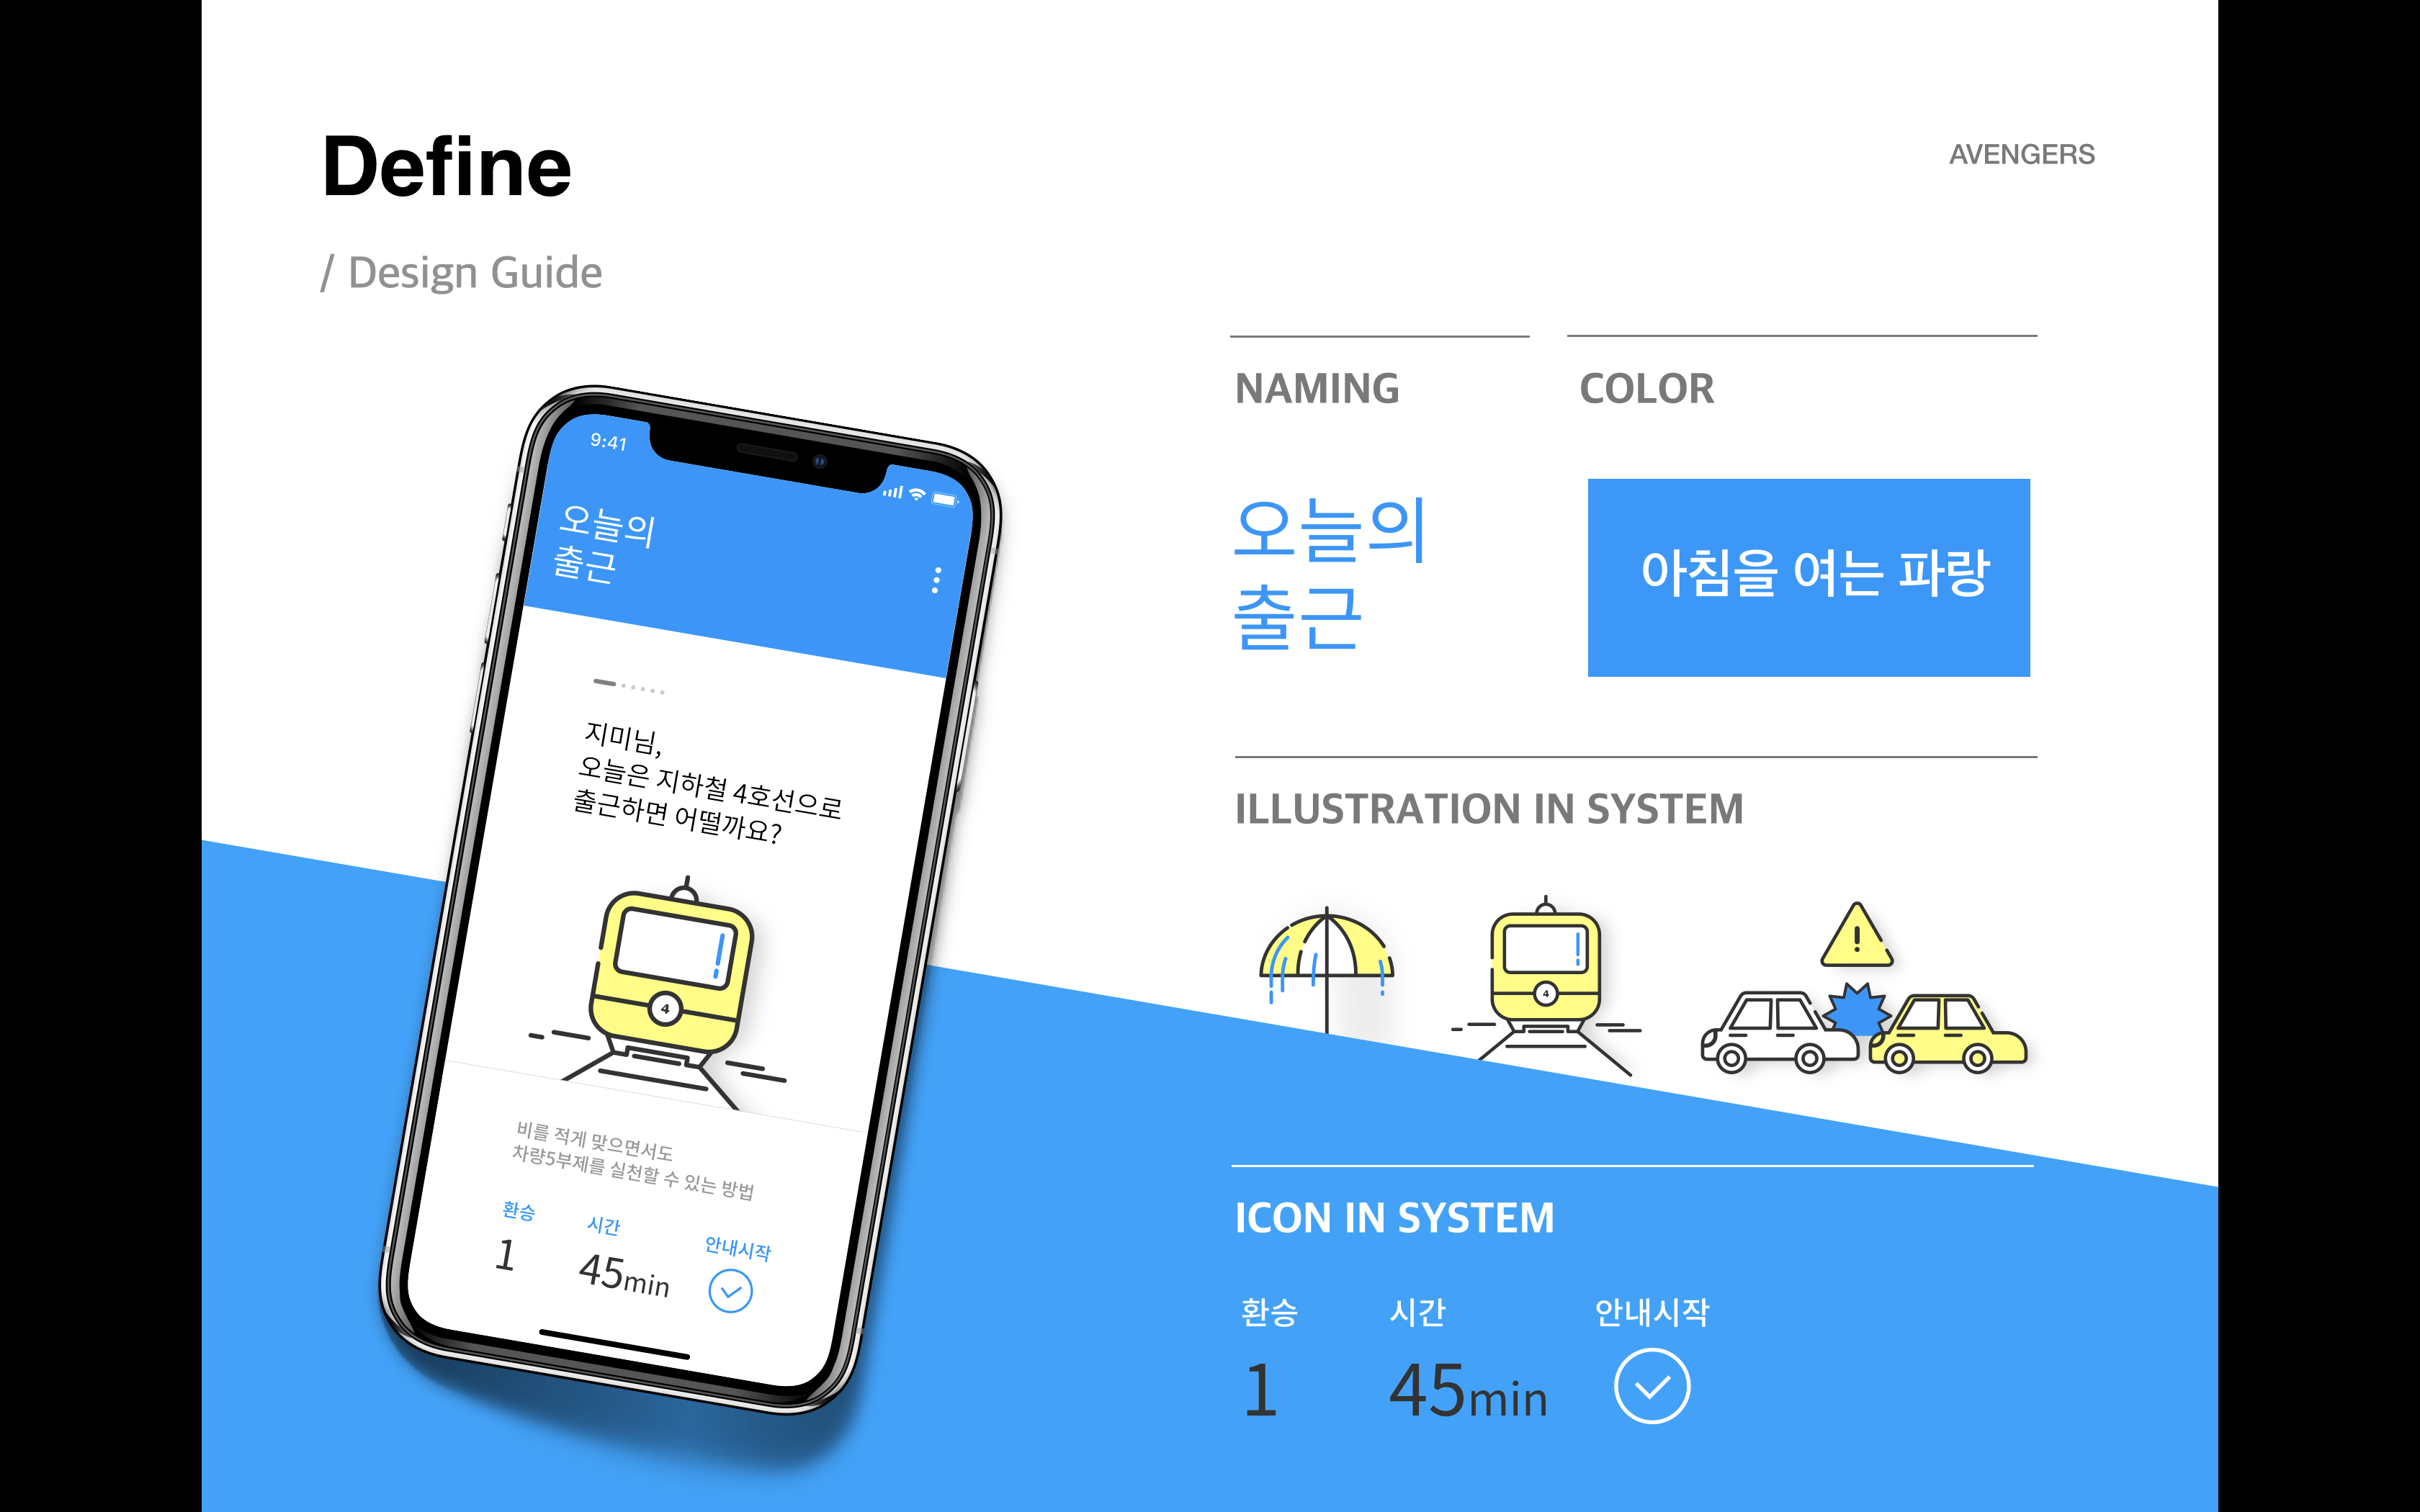 Define
AVENGERS
/ Design Guide
9:41
오늘의
출근
지미님,
오늘은 지하철 4호선으로
출근하면 어떨까요?
4
비를 적게 맞으면서도
차량5부제를 실천할 수 있는 방법
환승 시간 안내시작
1 45min
NAMING
오늘의
출근
COLOR
아침을 여는 파랑
ILLUSTRATION IN SYSTEM
!
4
ICON IN SYSTEM
환승 시간 안내시작
1 45min